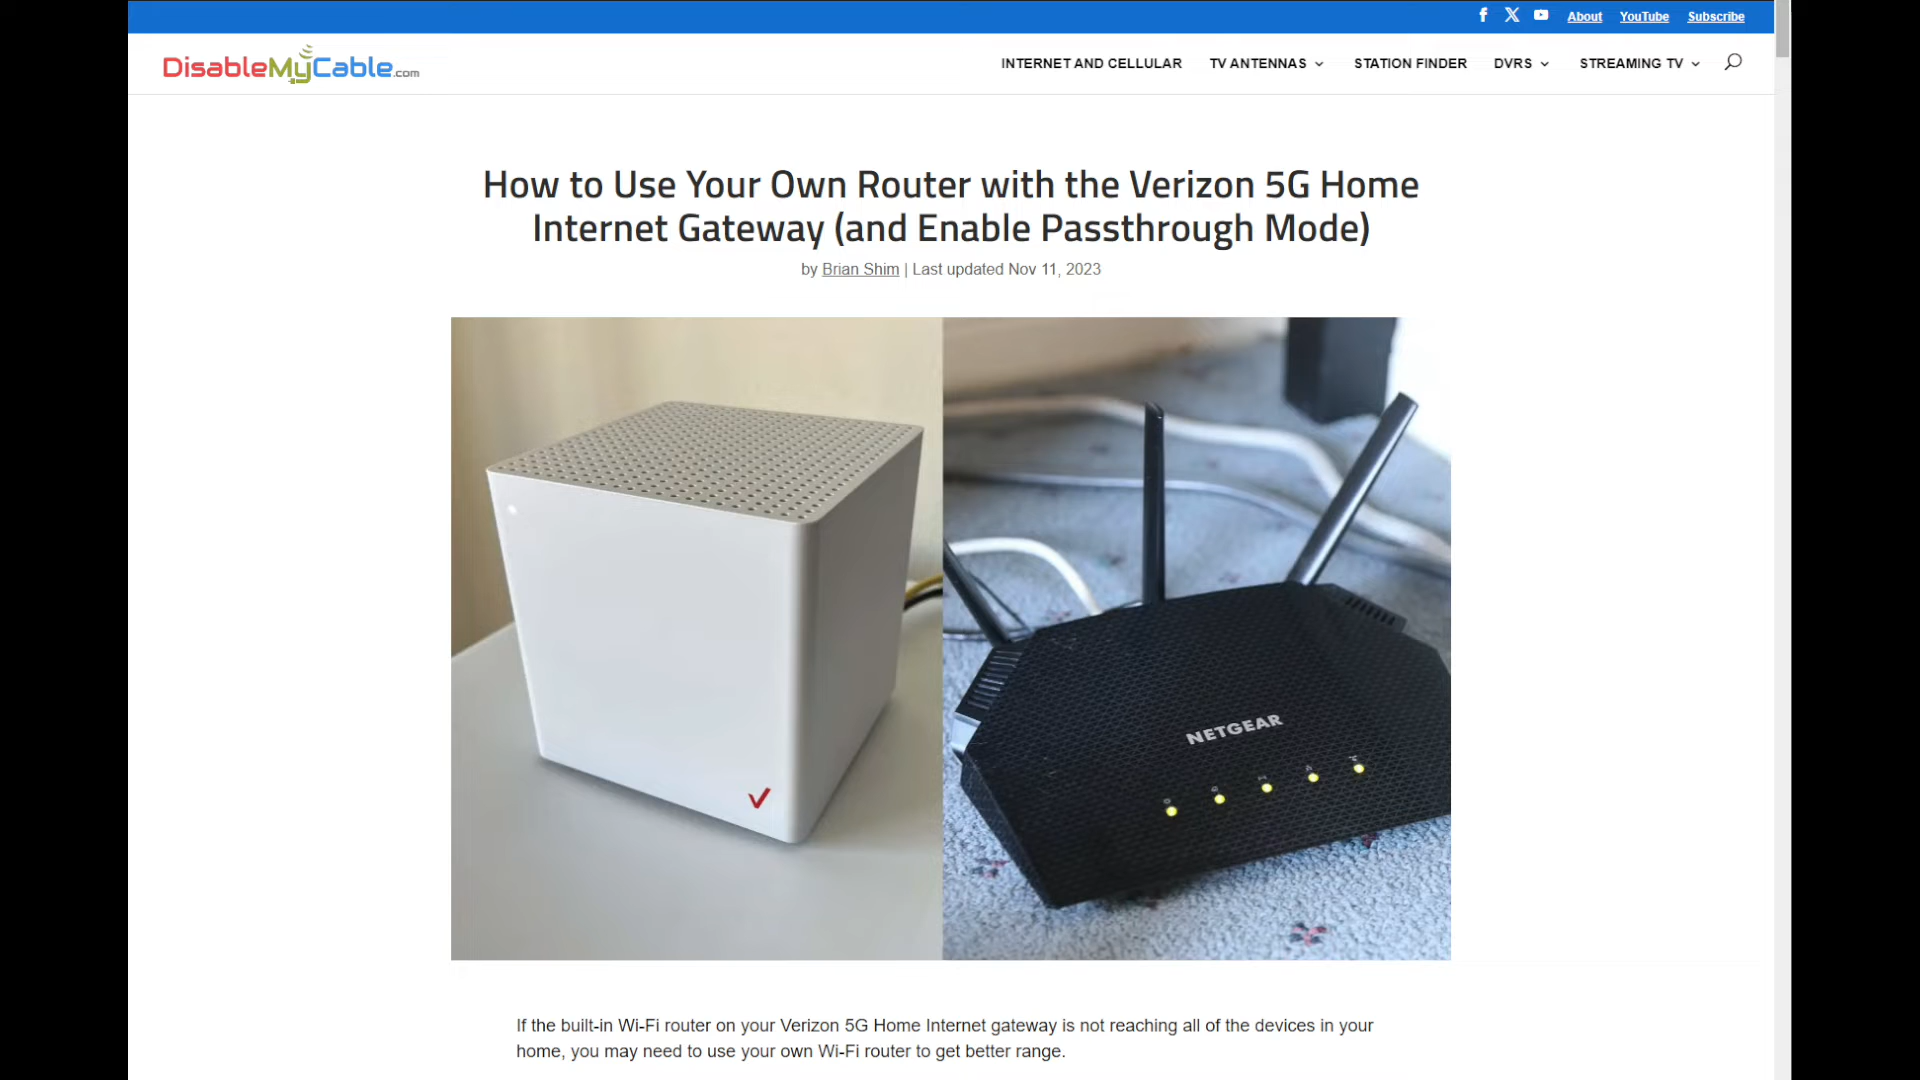 About YouTube Subscribe
DisableMyCable.com
INTERNET AND CELLULAR TV ANTENNAS STATION FINDER DVRS STREAMING TV
How to Use Your Own Router with the Verizon 5G Home
Internet Gateway (and Enable Passthrough Mode)
by Brian Shim | Last updated Nov 11, 2023
NETGEAR
If the built-in Wi-Fi router on your Verizon 5G Home Internet gateway is not reaching all of the devices in your
home, you may need to use your own Wi-Fi router to get better range.